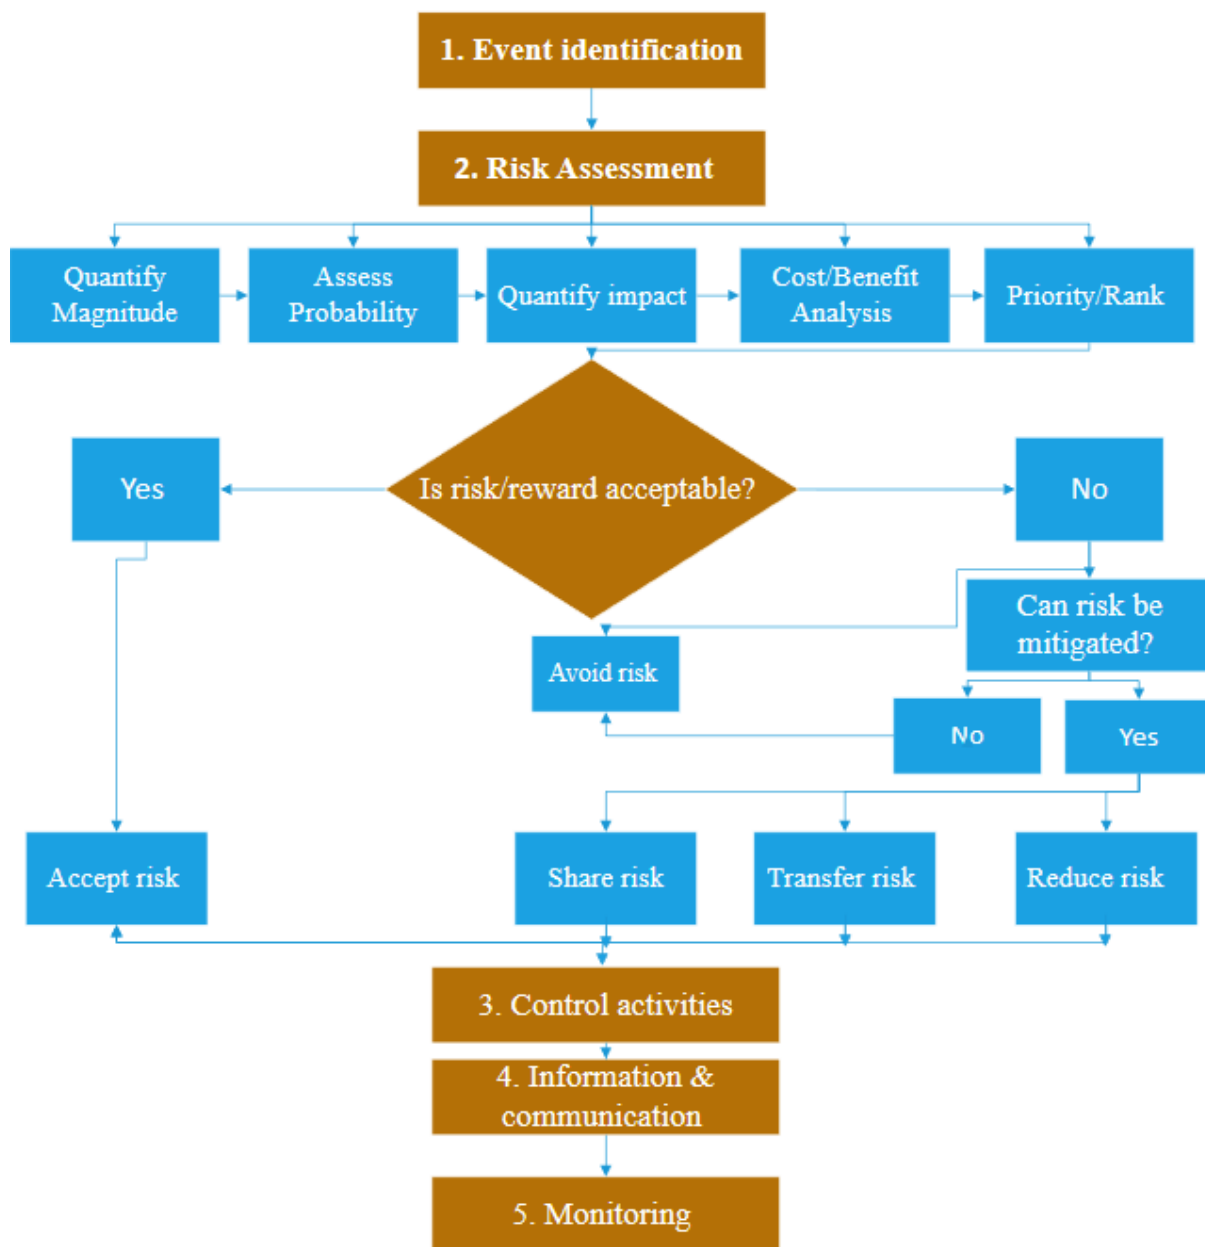 1. Event identification
2. Risk Assessment
Quantify
Magnitude
Assess
Probability
Quantify impact
Cost/Benefit
Analysis
Priority/Rank
Yes
Is risk/reward acceptable?
No
Can risk be
mitigated?
Avoid risk
No
Yes
Accept risk
Share risk
Transfer risk
Reduce risk
3. Control activities
4. Information &
communication
5. Monitoring